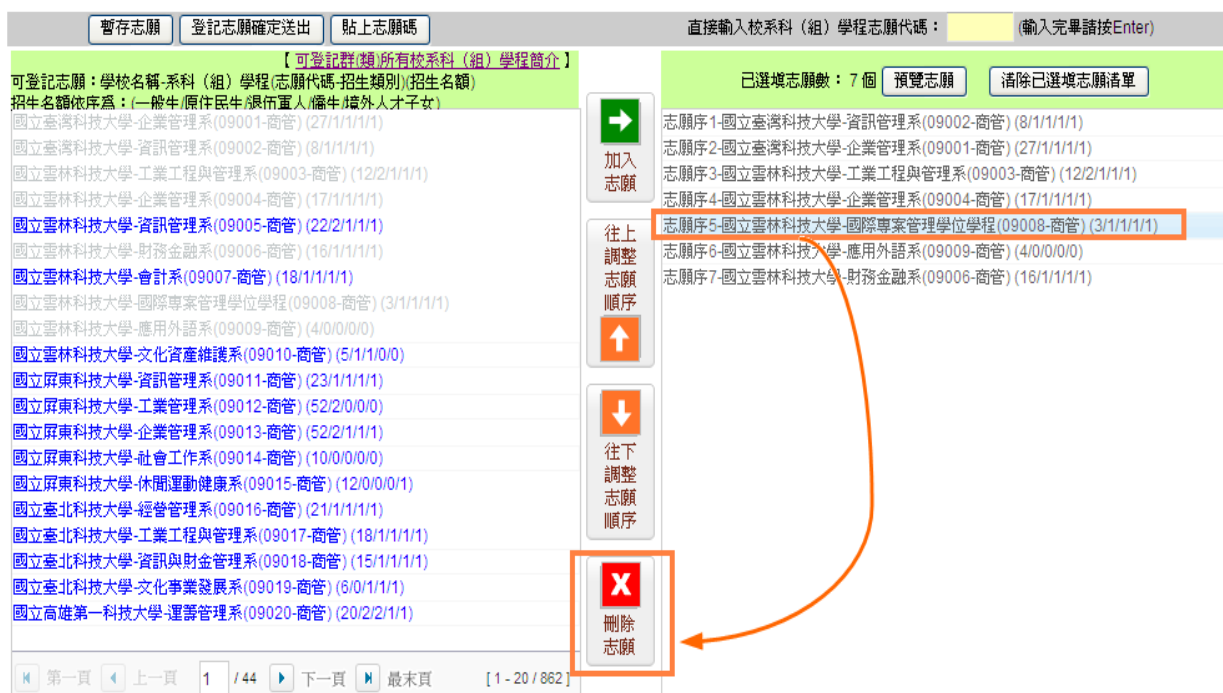 暫存志願 登記志願確定送出 貼上志願碼 直接輸入校系科（組）學程志願代碼： (輸入完畢請按Enter)
【 可登記群(類)所有校系科（組）學程簡介 】
可登記志願：學校名稱-系科（組）學程(志願代碼-招生類別)(招生名額)
招生名額依序為：(一般生/原住民生/退伍軍人/僑生/境外人才子女)
國立臺灣科技大學-企業管理系(09001-商管) (27/1/1/1/1)
國立臺灣科技大學-資訊管理系(09002-商管) (8/1/1/1/1)
國立臺灣科技大學-工業工程與管理系(09003-商管) (12/2/1/1/1)
國立雲林科技大學-企業管理系(09004-商管) (17/1/1/1/1)
國立雲林科技大學-資訊管理系(09005-商管) (22/2/1/1/1)
國立雲林科技大學-財務金融系(09006-商管) (16/1/1/1/1)
國立雲林科技大學-會計系(09007-商管) (18/1/1/1/1)
國立雲林科技大學-國際專案管理學位學程(09008-商管) (3/1/1/1/1)
國立雲林科技大學-應用外語系(09009-商管) (4/0/0/0/0)
國立雲林科技大學-文化資產維護系(09010-商管) (5/1/1/0/0)
國立屏東科技大學-資訊管理系(09011-商管) (23/1/1/1/1)
國立屏東科技大學-工業管理系(09012-商管) (52/2/0/0/0)
國立屏東科技大學-企業管理系(09013-商管) (52/2/1/1/1)
國立屏東科技大學-社會工作系(09014-商管) (10/0/0/0/0)
國立屏東科技大學-休閒運動健康系(09015-商管) (12/0/0/0/1)
國立臺北科技大學-經營管理系(09016-商管) (21/1/1/1/1)
國立臺北科技大學-工業工程與管理系(09017-商管) (18/1/1/1/1)
國立臺北科技大學-資訊與財金管理系(09018-商管) (15/1/1/1/1)
國立臺北科技大學-文化事業發展系(09019-商管) (6/0/1/1/1)
國立高雄第一科技大學-運籌管理系(09020-商管) (20/2/2/1/1)
第一頁 上一頁 1 / 44 下一頁 最末頁 [ 1 - 20 / 862 ]
加入
志願
往上
調整
志願
順序
往下
調整
志願
順序
X
刪除
志願
已選填志願數： 7 個 預覽志願 清除已選填志願清單
志願序1-國立臺灣科技大學-資訊管理系(09002-商管) (8/1/1/1/1)
志願序2-國立臺灣科技大學-企業管理系(09001-商管) (27/1/1/1/1)
志願序3-國立臺灣科技大學-工業工程與管理系(09003-商管) (12/2/1/1/1)
志願序4-國立雲林科技大學-企業管理系(09004-商管) (17/1/1/1/1)
志願序5-國立雲林科技大學-國際專案管理學位學程(09008-商管) (3/1/1/1/1)
志願序6-國立雲林科技大學-應用外語系(09009-商管) (4/0/0/0/0)
志願序7-國立雲林科技大學-財務金融系(09006-商管) (16/1/1/1/1)